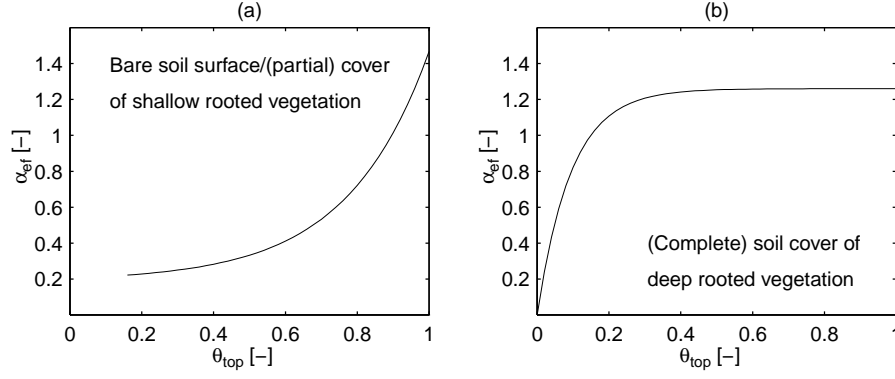 (a)
Bare soil surface/(partial) cover
of shallow rooted vegetation
α_ef [-]
1.4
1.2
1
0.8
0.6
0.4
0.2
0 0.2 0.4 0.6 0.8 1
θ_top [-]
(b)
(Complete) soil cover of
deep rooted vegetation
α_ef [-]
1.4
1.2
1
0.8
0.6
0.4
0.2
0 0.2 0.4 0.6 0.8 1
θ_top [-]